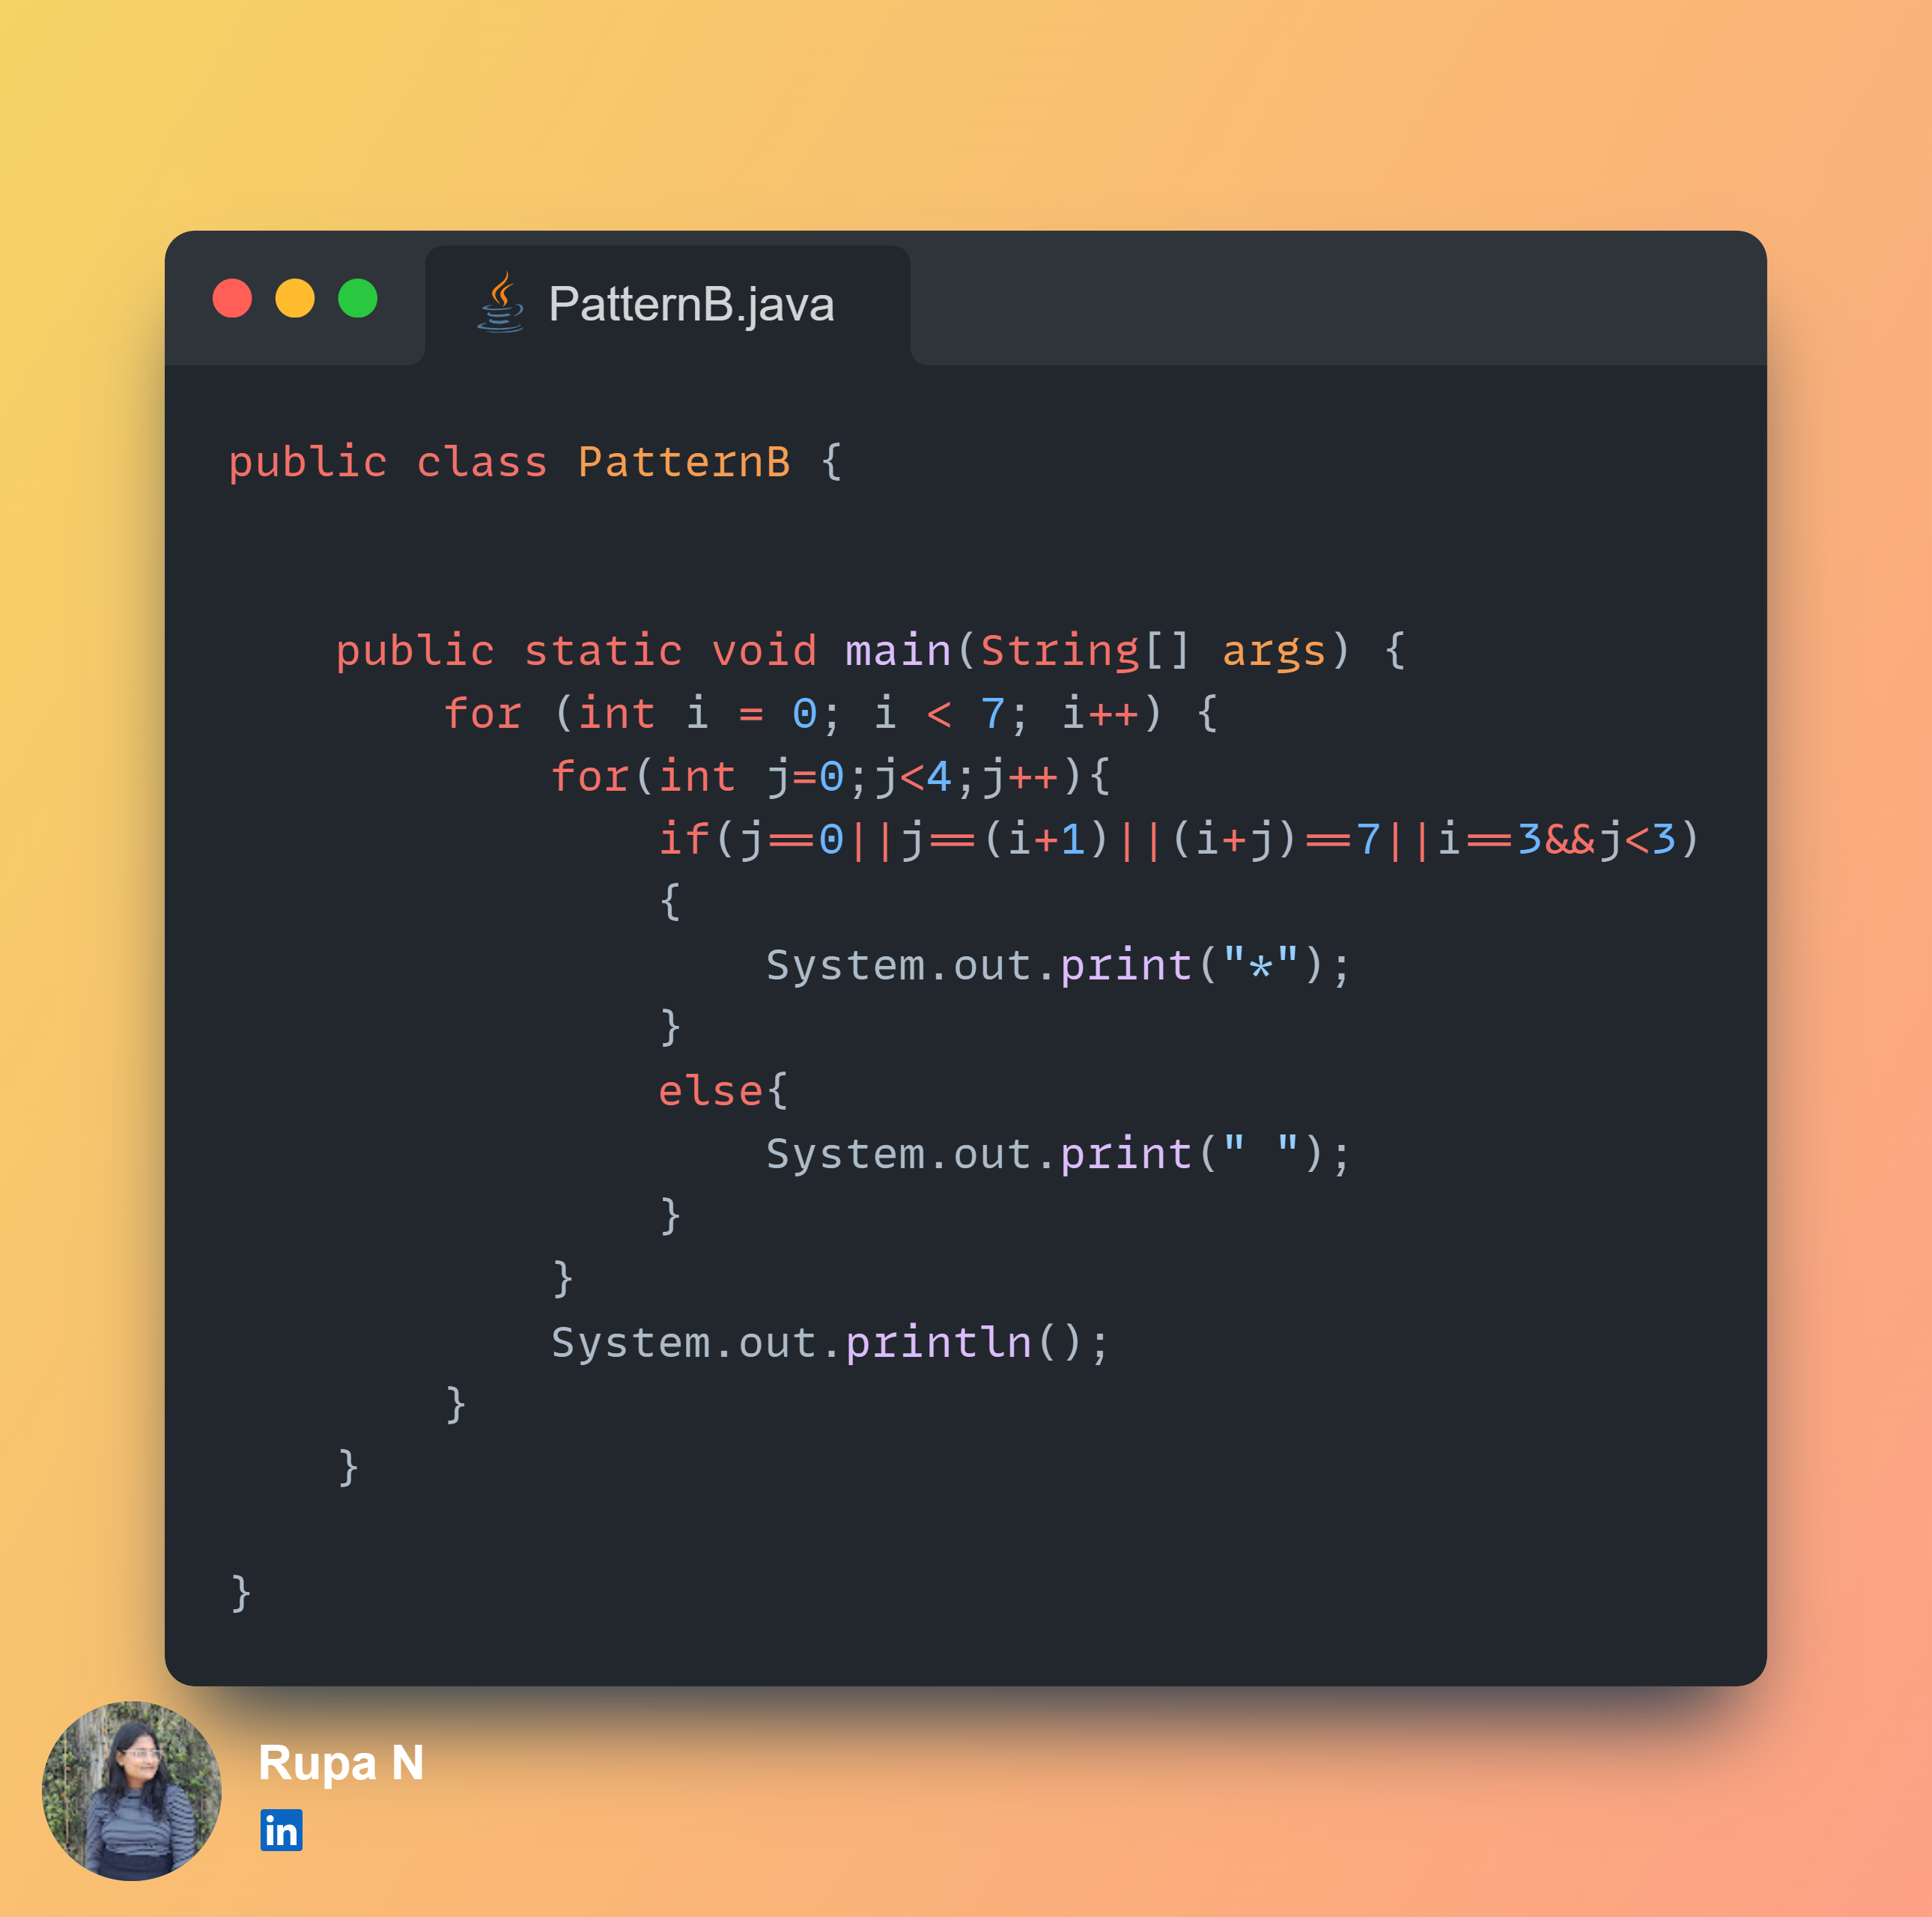 PatternB.java
public class PatternB {
    public static void main(String[] args) {
        for (int i = 0; i < 7; i++) {
            for(int j=0;j<4;j++){
                if(j==0||j==(i+1)||(i+j)==7||i==3&&j<3)
                {
                    System.out.print("*");
                }
                else{
                    System.out.print(" ");
                }
            }
            System.out.println();
        }
    }
}
Rupa N
in